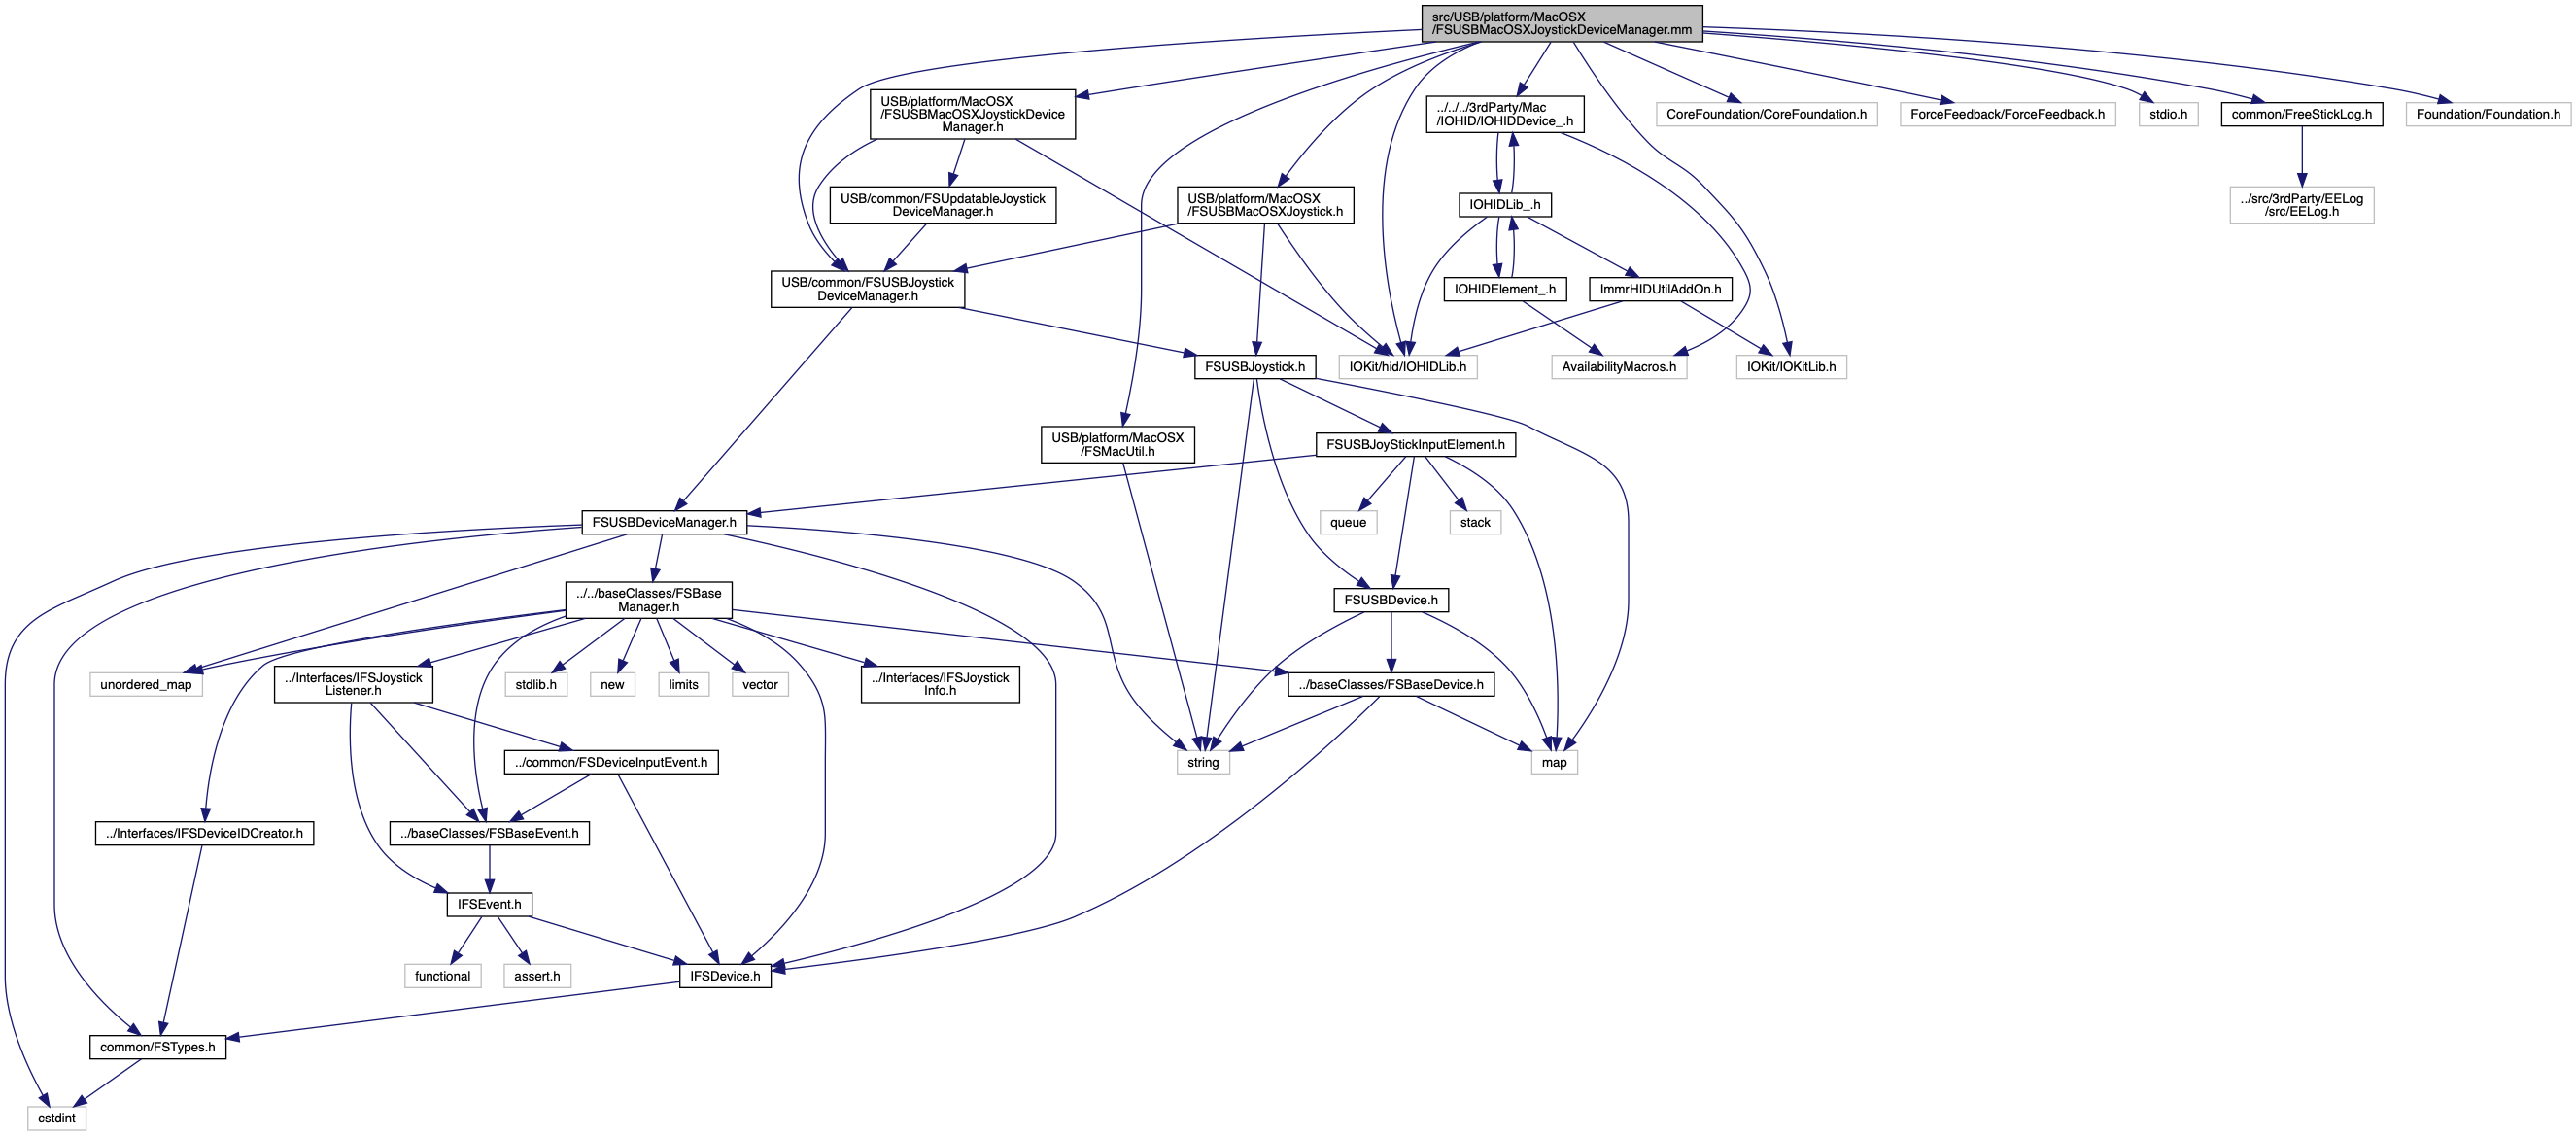 src/USB/platform/MacOSX
/FSUSBMacOSXJoystickDeviceManager.mm
USB/platform/MacOSX
/FSUSBMacOSXJoystickDevice
Manager.h
../../../3rdParty/Mac
/IOHID/IOHIDDevice_.h
CoreFoundation/CoreFoundation.h
ForceFeedback/ForceFeedback.h
stdio.h
common/FreeStickLog.h
Foundation/Foundation.h
USB/common/FSUpdatableJoystick
DeviceManager.h
USB/platform/MacOSX
/FSUSBMacOSXJoystick.h
IOHIDLib_.h
../src/3rdParty/EELog
/src/EELog.h
USB/common/FSUSBJoystick
DeviceManager.h
IOHIDElement_.h
ImmrHIDUtilAddOn.h
FSUSBJoystick.h
IOKit/hid/IOHIDLib.h
AvailabilityMacros.h
IOKit/IOKitLib.h
USB/platform/MacOSX
/FSMacUtil.h
FSUSBJoyStickInputElement.h
FSUSBDeviceManager.h
queue
stack
../../baseClasses/FSBase
Manager.h
FSUSBDevice.h
unordered_map
../Interfaces/IFSJoystick
Listener.h
stdlib.h
new
limits
vector
../Interfaces/IFSJoystick
Info.h
../baseClasses/FSBaseDevice.h
../common/FSDeviceInputEvent.h
string
map
../Interfaces/IFSDeviceIDCreator.h
../baseClasses/FSBaseEvent.h
IFSEvent.h
functional
assert.h
IFSDevice.h
common/FSTypes.h
cstdint